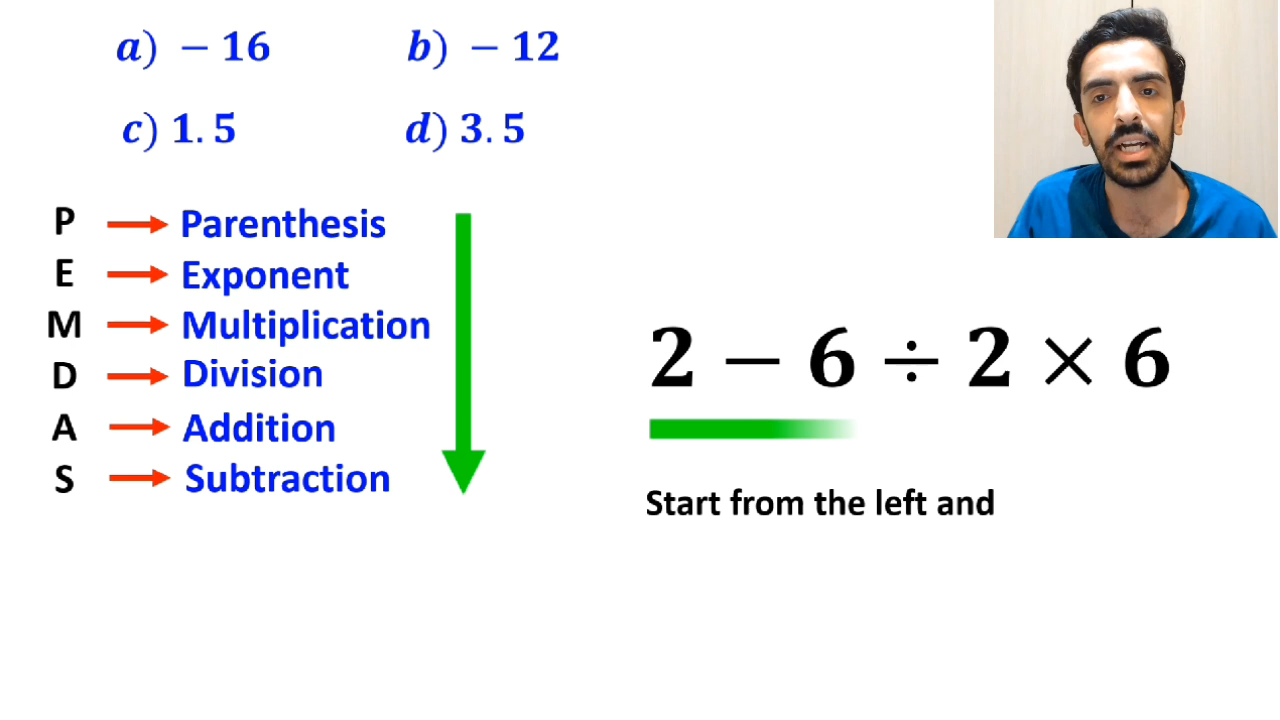 a) − 16 b) − 12
c) 1.5 d) 3.5
P → Parenthesis
E → Exponent
M → Multiplication
D → Division
A → Addition
S → Subtraction
2 − 6 ÷ 2 × 6
Start from the left and